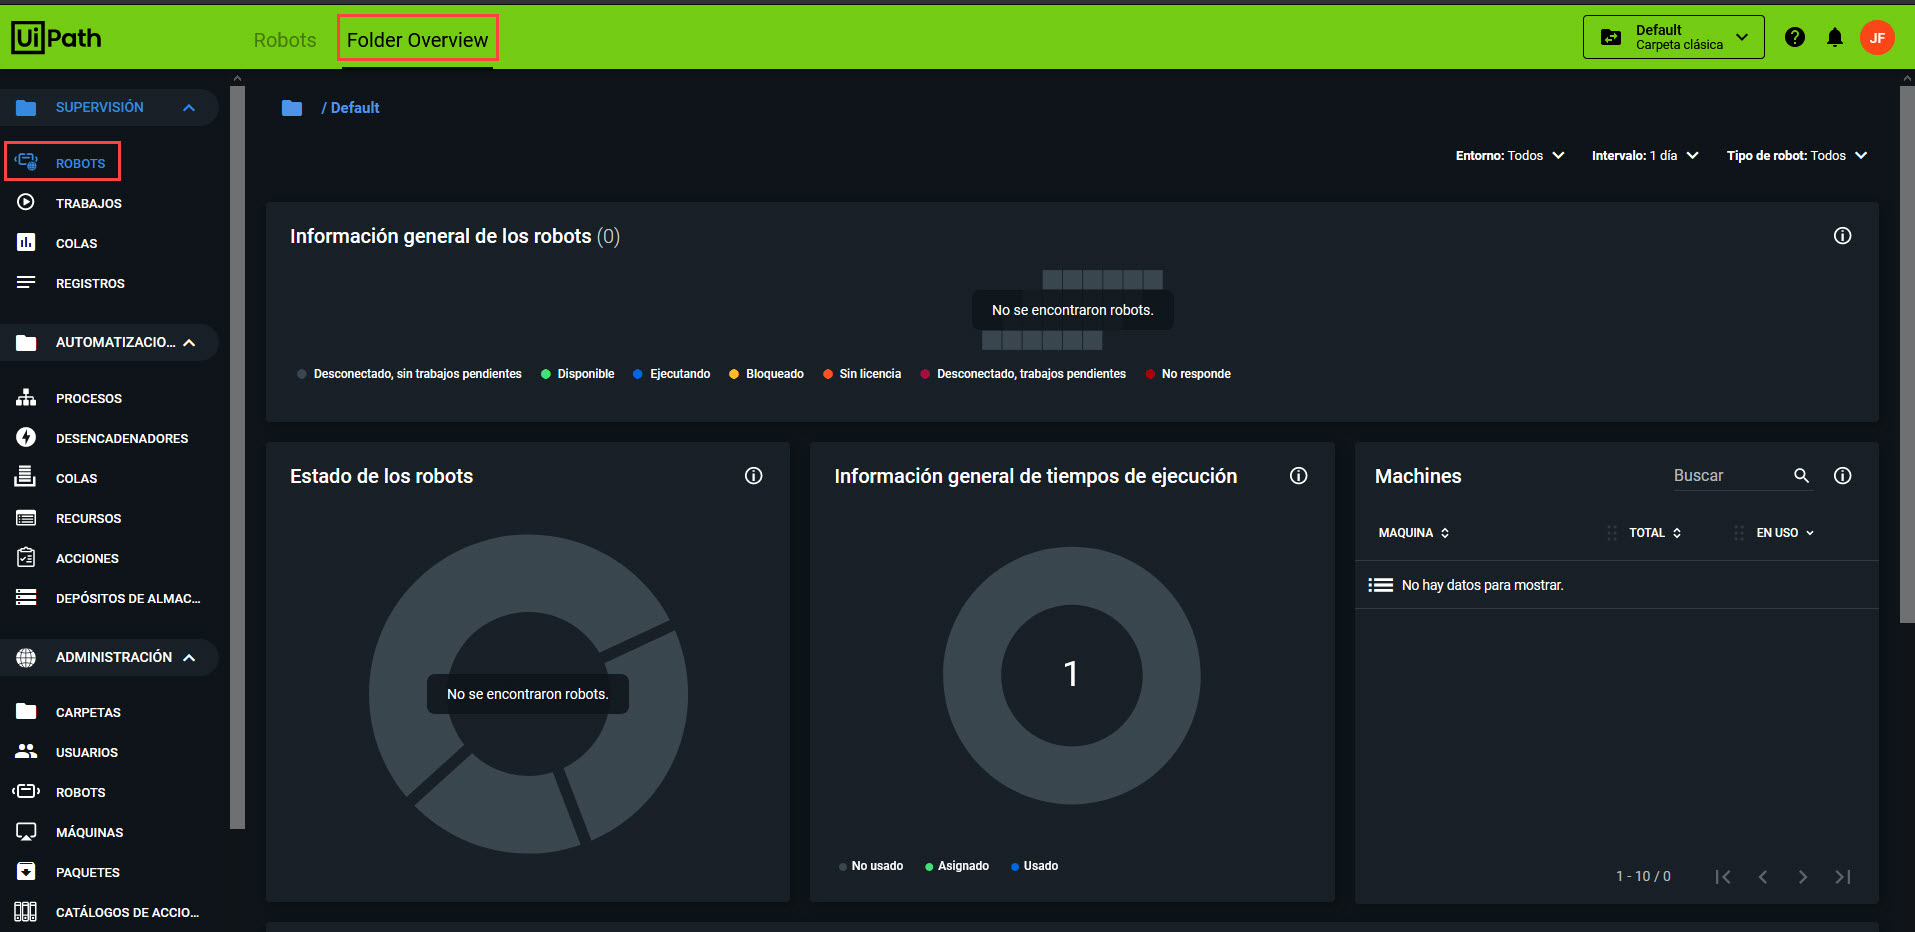 UiPath
Robots
Folder Overview
Default
Carpeta clásica
JF
SUPERVISIÓN
ROBOTS
TRABAJOS
COLAS
REGISTROS
AUTOMATIZACIO...
PROCESOS
DESENCADENADORES
COLAS
RECURSOS
ACCIONES
DEPÓSITOS DE ALMAC...
ADMINISTRACIÓN
CARPETAS
USUARIOS
ROBOTS
MÁQUINAS
PAQUETES
CATÁLOGOS DE ACCIO...
/ Default
Entorno: Todos
Intervalo: 1 día
Tipo de robot: Todos
Información general de los robots (0)
No se encontraron robots.
Desconectado, sin trabajos pendientes
Disponible
Ejecutando
Bloqueado
Sin licencia
Desconectado, trabajos pendientes
No responde
Estado de los robots
No se encontraron robots.
Información general de tiempos de ejecución
1
No usado
Asignado
Usado
Machines
Buscar
MAQUINA
TOTAL
EN USO
No hay datos para mostrar.
1 - 10 / 0